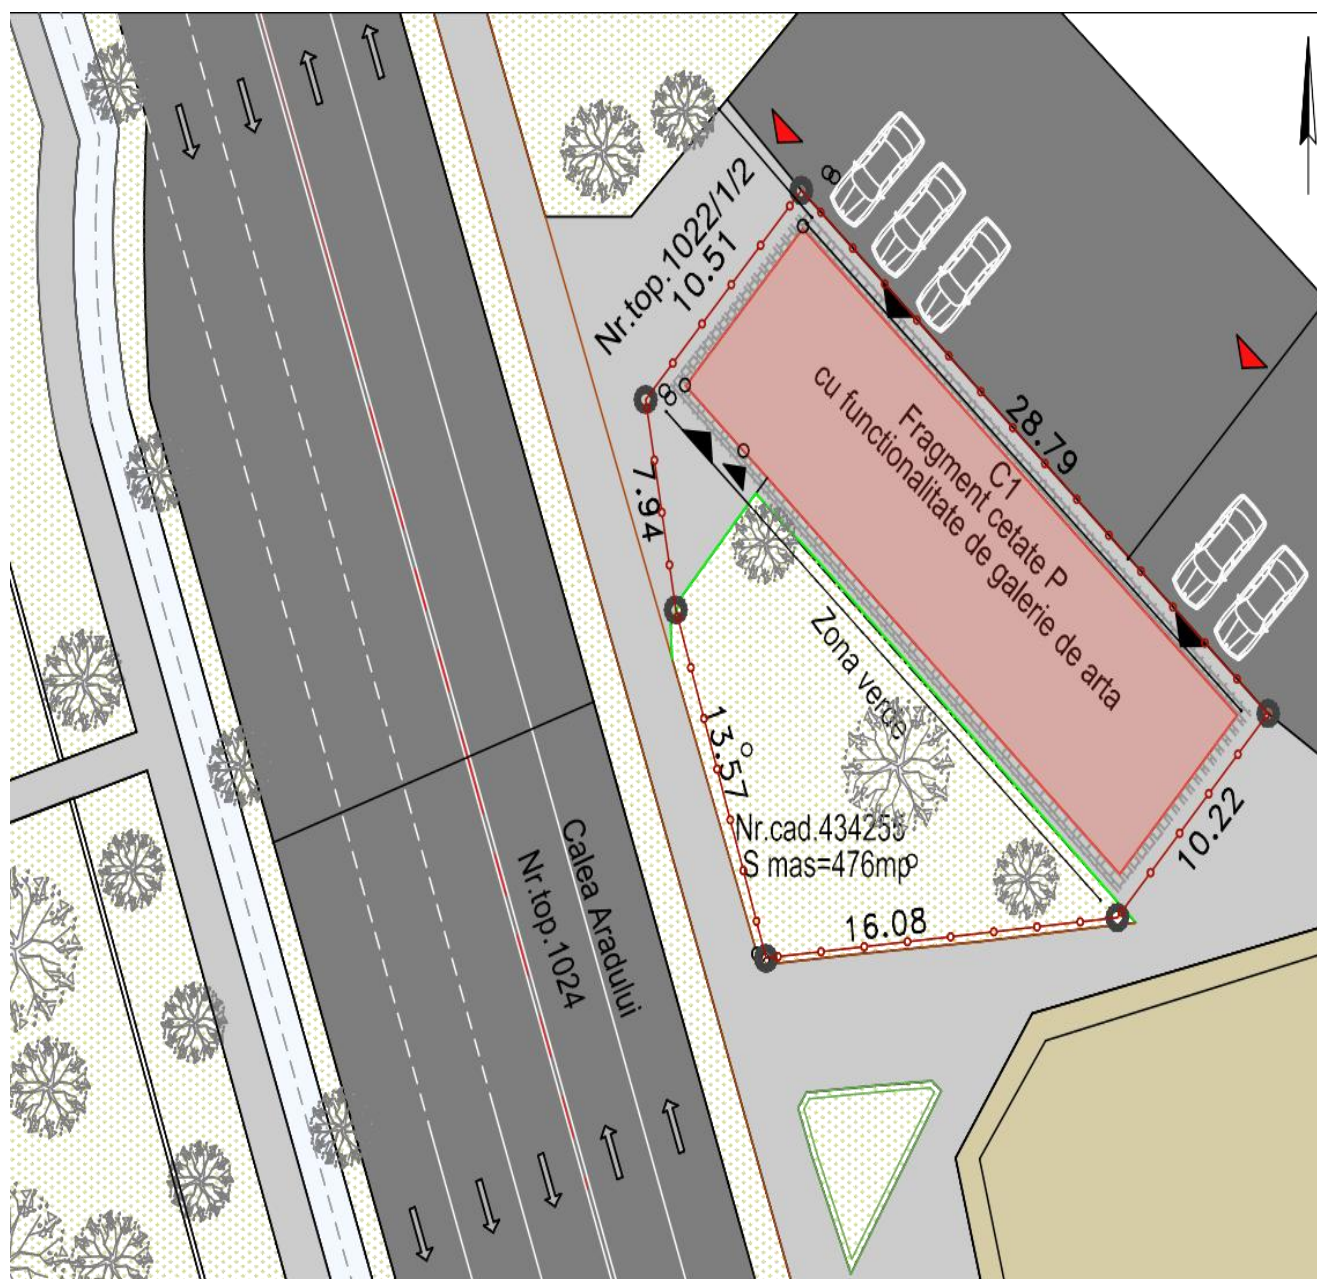 Nr.top.1022/1/2
10.51
28.79
C1
Fragment cetate P
cu functionalitate de galerie de arta
7.94
Zona verde
13.57
Nr.cad.434255
S mas=476mp
16.08
10.22
Calea Aradului
Nr.top.1024